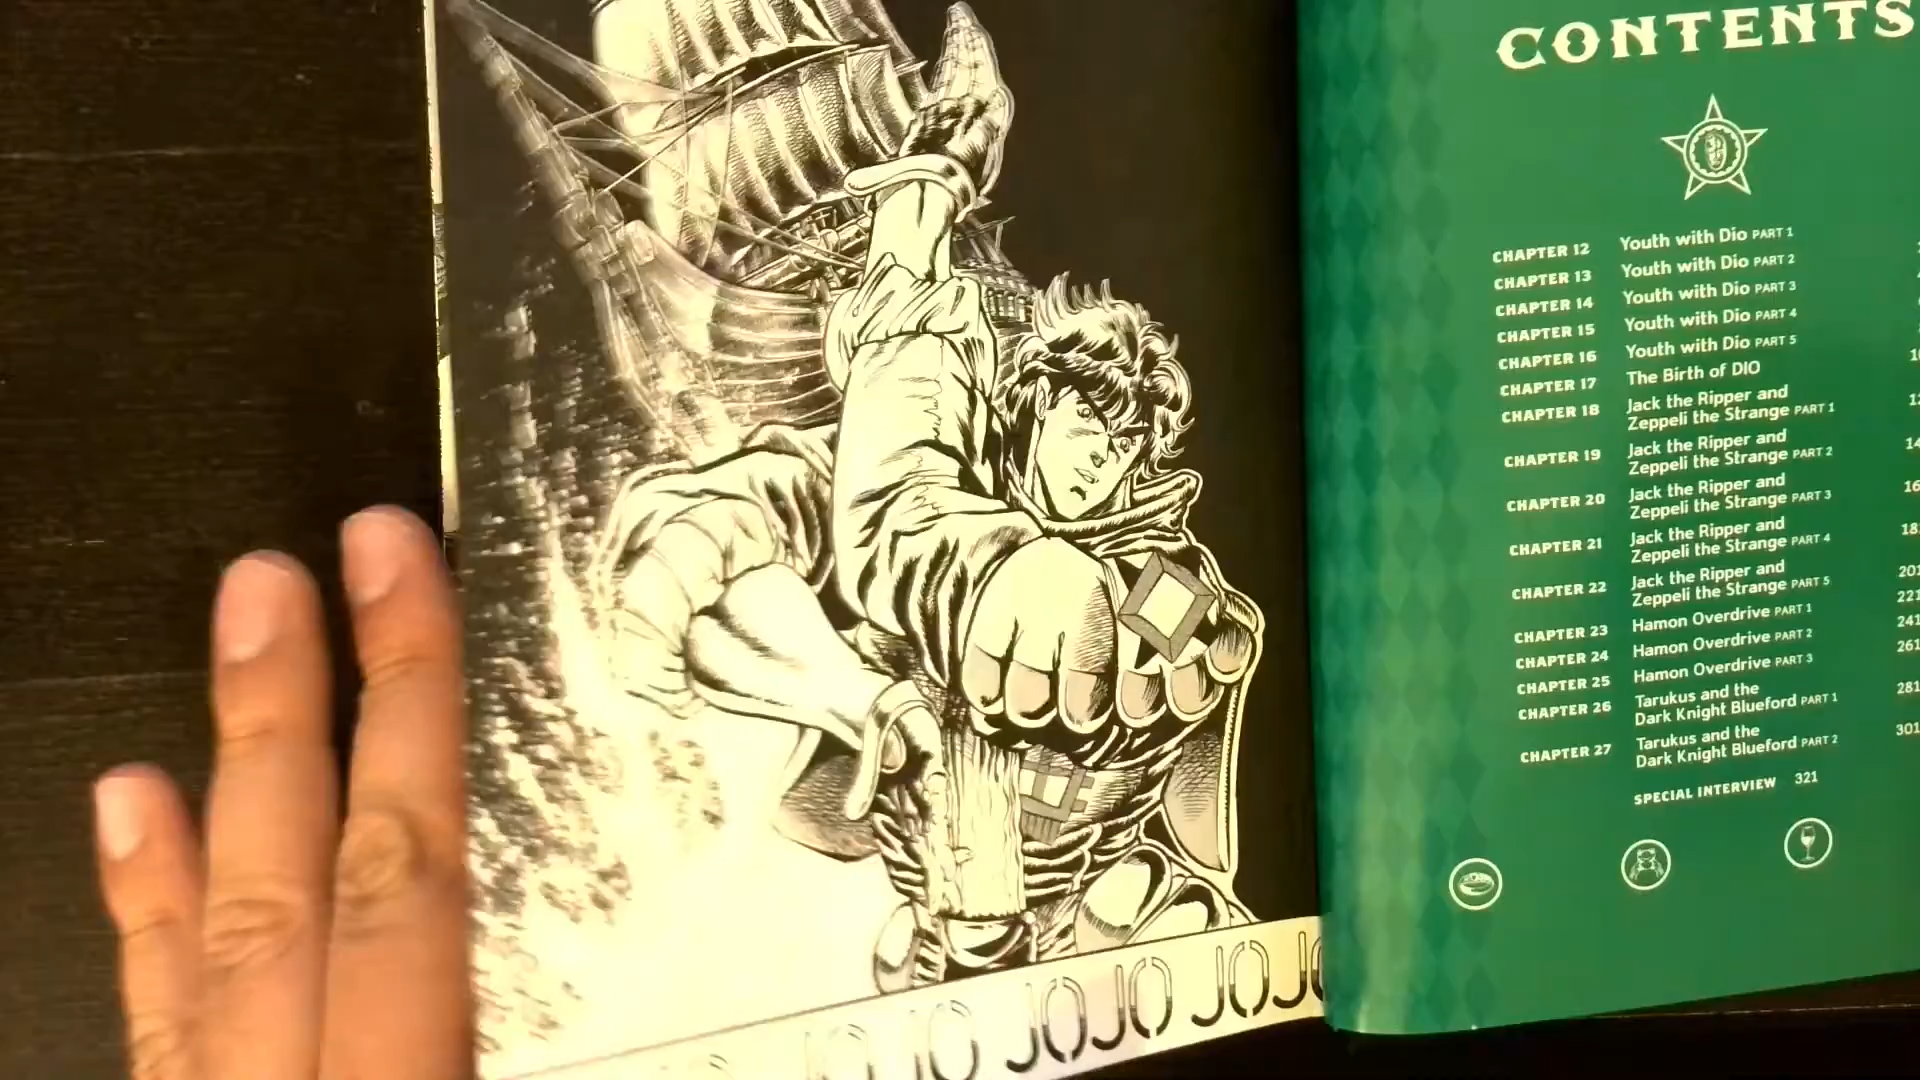 CONTENTS
CHAPTER 12 Youth with Dio PART 1
CHAPTER 13 Youth with Dio PART 2
CHAPTER 14 Youth with Dio PART 3
CHAPTER 15 Youth with Dio PART 4
CHAPTER 16 Youth with Dio PART 5
CHAPTER 17 The Birth of DIO
CHAPTER 18 Jack the Ripper and
Zeppeli the Strange PART 1
CHAPTER 19 Jack the Ripper and
Zeppeli the Strange PART 2
CHAPTER 20 Jack the Ripper and
Zeppeli the Strange PART 3
CHAPTER 21 Jack the Ripper and
Zeppeli the Strange PART 4
CHAPTER 22 Jack the Ripper and
Zeppeli the Strange PART 5 201
CHAPTER 23 Hamon Overdrive PART 1 221
CHAPTER 24 Hamon Overdrive PART 2 241
CHAPTER 25 Hamon Overdrive PART 3 261
CHAPTER 26 Tarukus and the
Dark Knight Blueford PART 1 281
CHAPTER 27 Tarukus and the
Dark Knight Blueford PART 2 301
SPECIAL INTERVIEW 321
JOJO JOJO JOJO